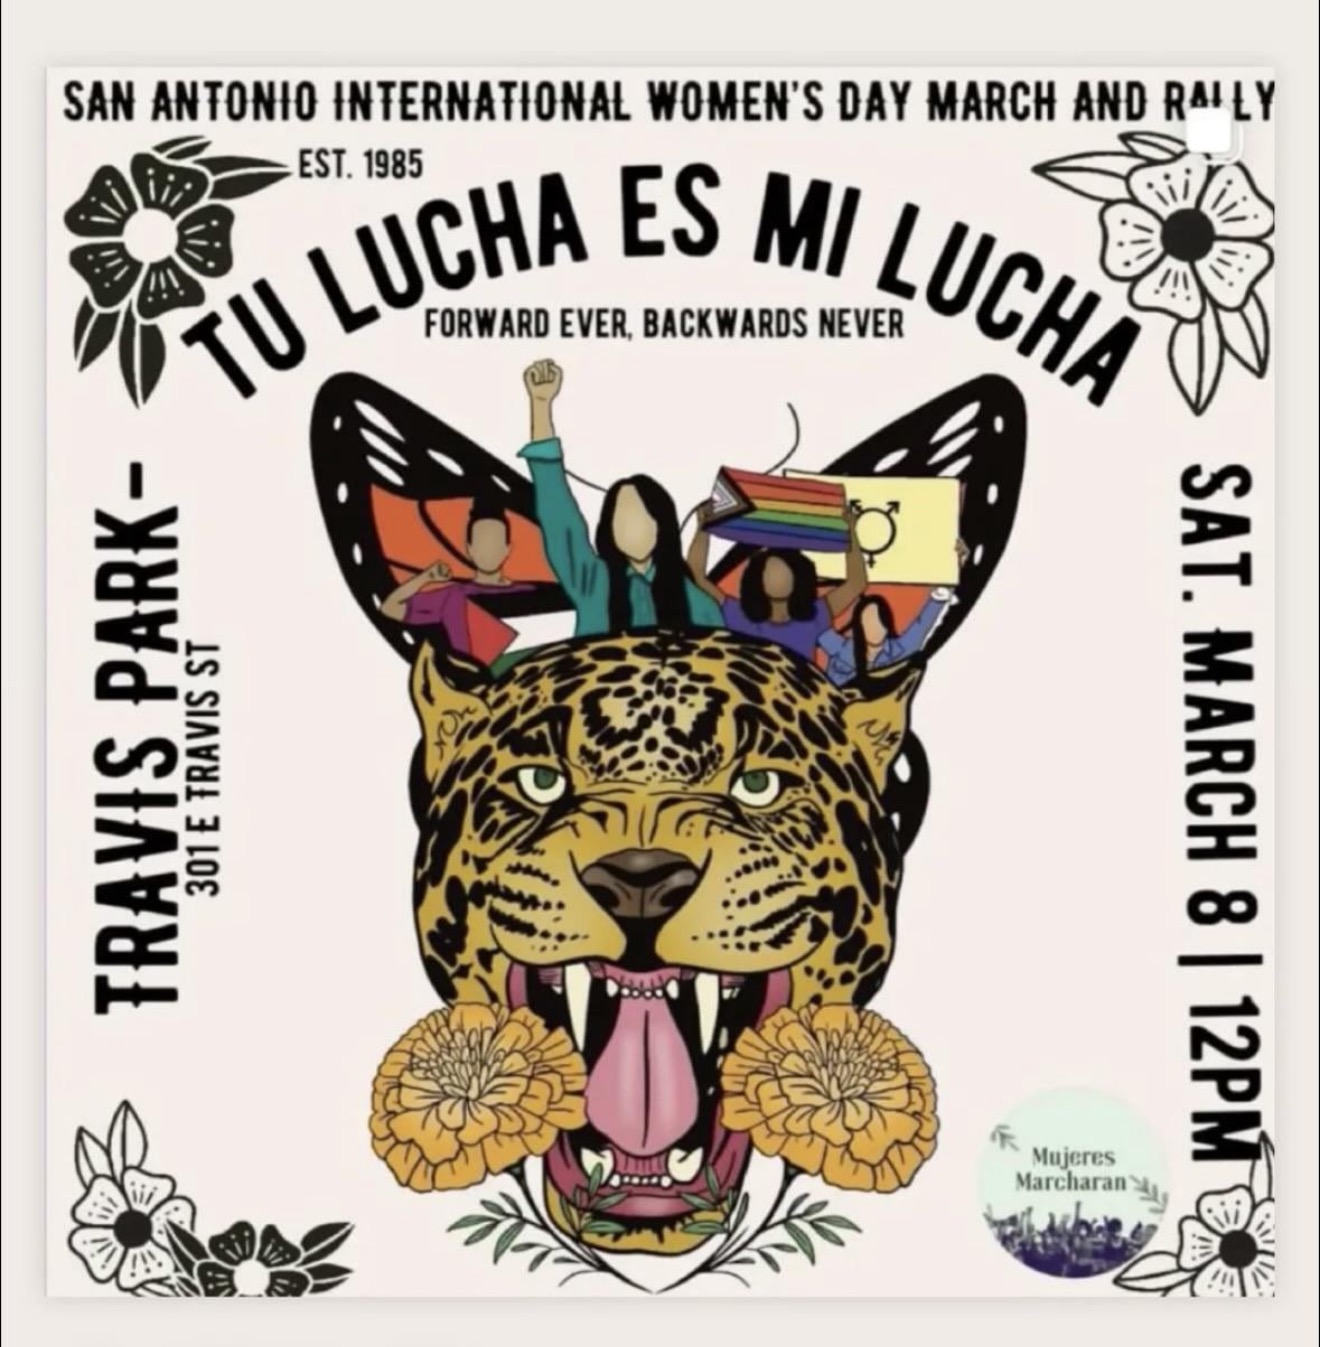 SAN ANTONIO INTERNATIONAL WOMEN'S DAY MARCH AND RALLY
EST. 1985
TU LUCHA ES MI LUCHA
FORWARD EVER, BACKWARDS NEVER
TRAVIS PARK-
301 E TRAVIS ST
SAT. MARCH 8 | 12PM
Mujeres
Marcharan